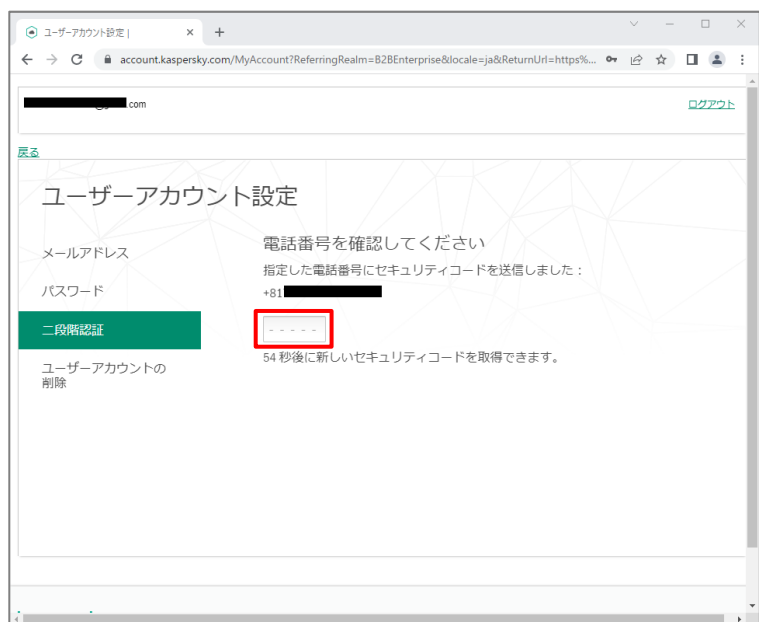 ユーザーアカウント設定 |
account.kaspersky.com/MyAccount?ReferringRealm=B2BEnterprise&locale=ja&ReturnUrl=https%...
.com
ログアウト
戻る
ユーザーアカウント設定
メールアドレス
パスワード
二段階認証
ユーザーアカウントの
削除
電話番号を確認してください
指定した電話番号にセキュリティコードを送信しました：
+81
- - - - -
54 秒後に新しいセキュリティコードを取得できます。